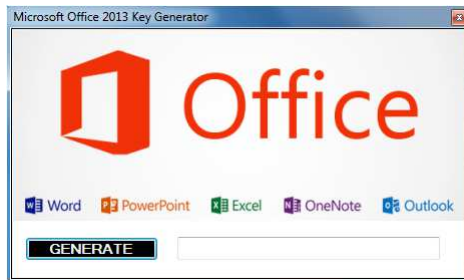 Microsoft Office 2013 Key Generator
Office
Word PowerPoint Excel OneNote Outlook
GENERATE